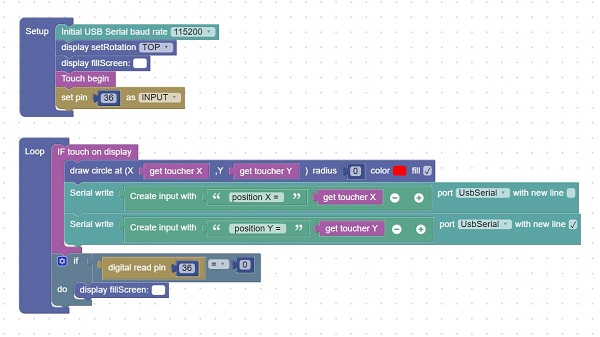 Setup Initial USB Serial baud rate 115200
display setRotation TOP
display fillScreen:
Touch begin
set pin 36 as INPUT
Loop IF touch on display
draw circle at (X get toucher X ,Y get toucher Y ) radius 0 color fill
Serial write Create input with “ position X = ” get toucher X port UsbSerial with new line
Serial write Create input with “ position Y = ” get toucher Y port UsbSerial with new line
if digital read pin 36 = 0
do display fillScreen: